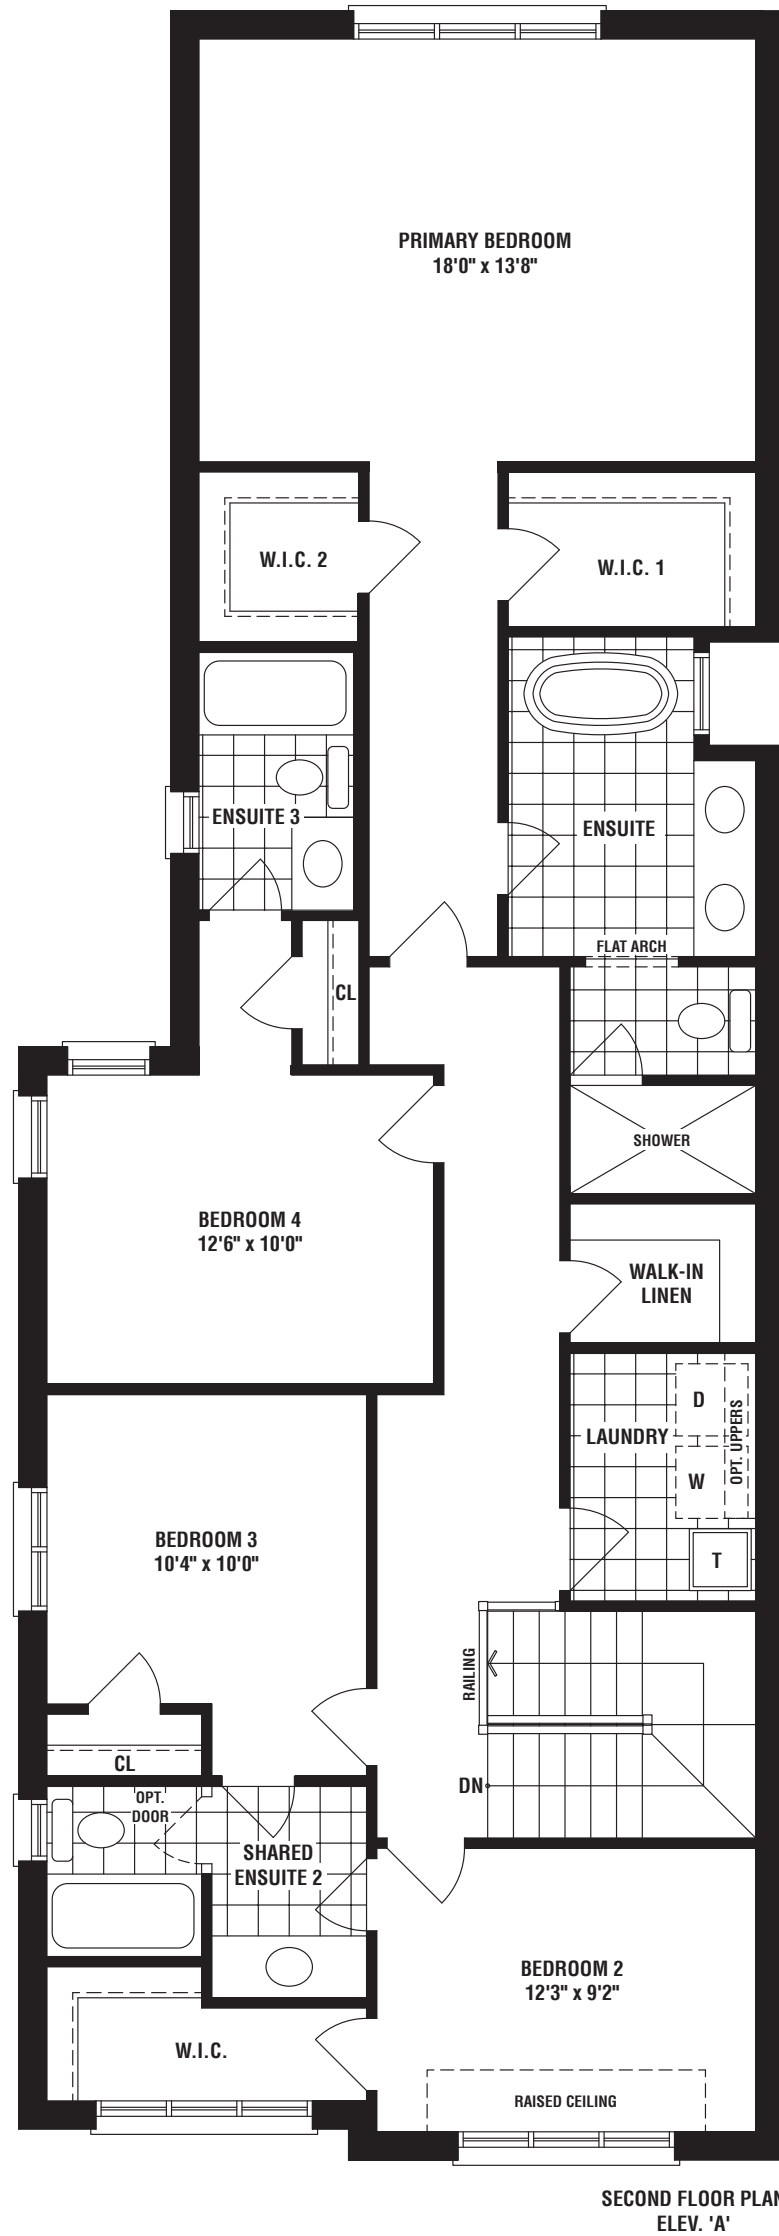 PRIMARY BEDROOM
18'0" x 13'8"
W.I.C. 2
W.I.C. 1
ENSUITE 3
ENSUITE
FLAT ARCH
CL
SHOWER
BEDROOM 4
12'6" x 10'0"
WALK-IN
LINEN
D
OPT. UPPERS
LAUNDRY
W
BEDROOM 3
10'4" x 10'0"
T
RAILING
CL
DN
OPT.
DOOR
SHARED
ENSUITE 2
BEDROOM 2
12'3" x 9'2"
W.I.C.
RAISED CEILING
SECOND FLOOR PLAN
ELEV. 'A'